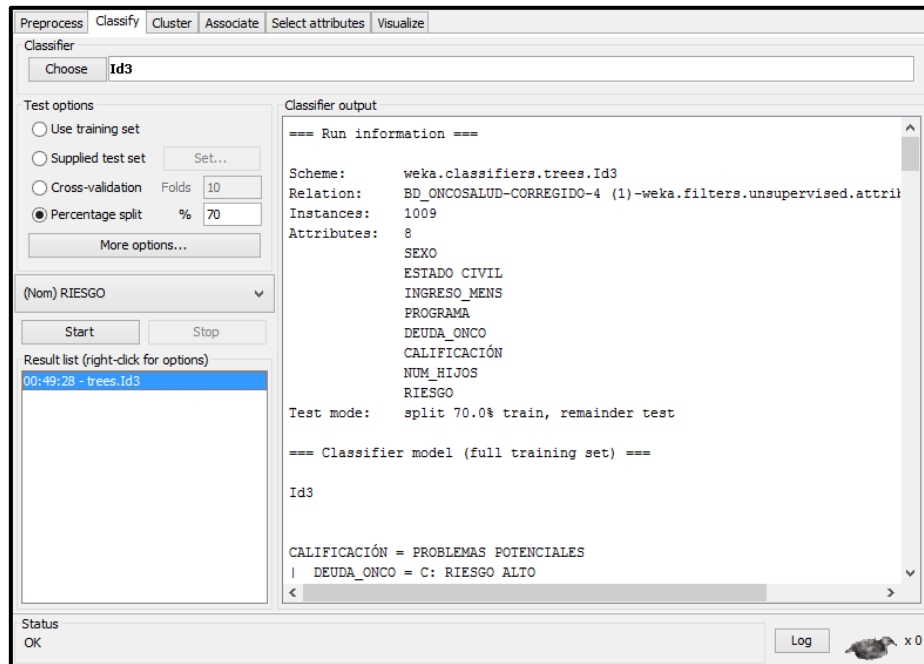 Preprocess Classify Cluster Associate Select attributes Visualize
Classifier
Choose Id3
Test options
Use training set
Supplied test set Set...
Cross-validation Folds 10
Percentage split % 70
More options...
(Nom) RIESGO
Start Stop
Result list (right-click for options)
00:49:28 - trees.Id3
Classifier output
=== Run information ===
Scheme: weka.classifiers.trees.Id3
Relation: BD_ONCOSALUD-CORREGIDO-4 (1)-weka.filters.unsupervised.attrib
Instances: 1009
Attributes: 8
SEXO
ESTADO CIVIL
INGRESO_MENS
PROGRAMA
DEUDA_ONCO
CALIFICACIÓN
NUM_HIJOS
RIESGO
Test mode: split 70.0% train, remainder test
=== Classifier model (full training set) ===
Id3
CALIFICACIÓN = PROBLEMAS POTENCIALES
| DEUDA_ONCO = C: RIESGO ALTO
Status
OK
Log x 0